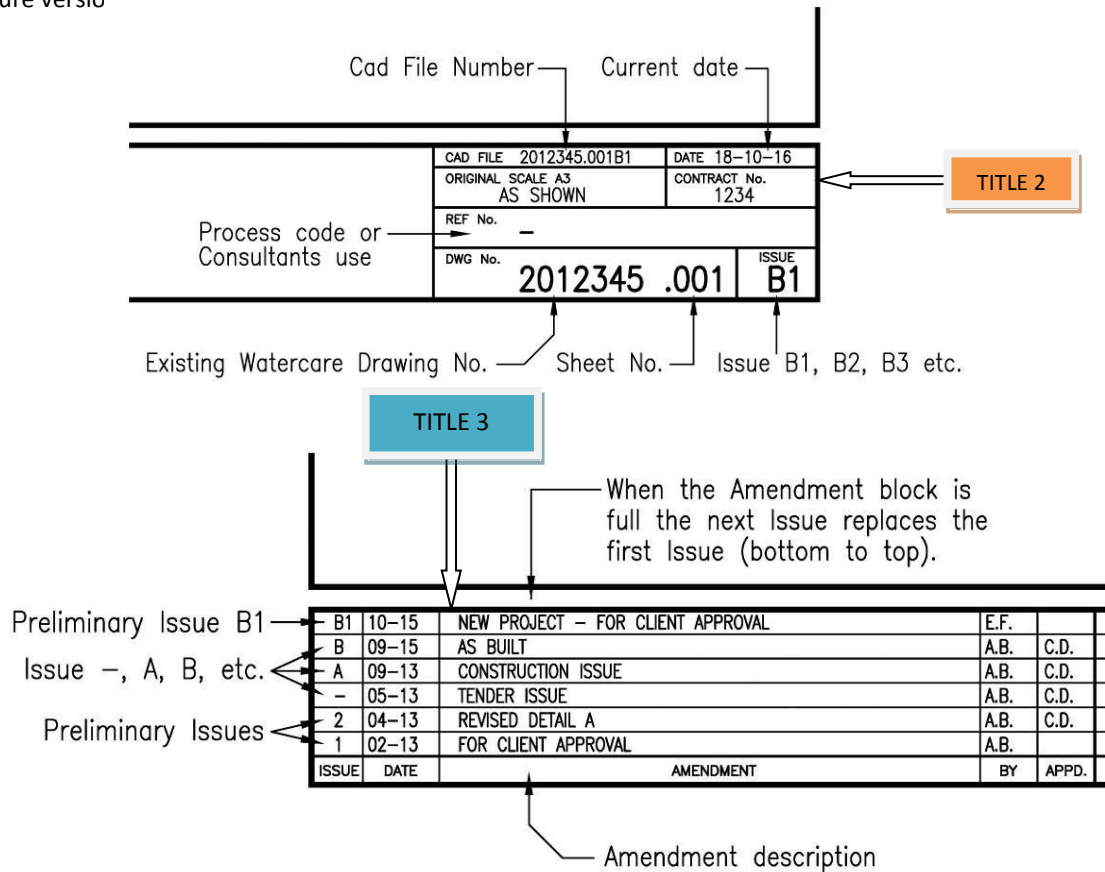 Cad File Number
Current date
CAD FILE 2012345.001B1
DATE 18-10-16
TITLE 2
ORIGINAL SCALE A3
AS SHOWN
CONTRACT No.
1234
REF No.
-
Process code or
Consultants use
DWG No.
2012345 .001
ISSUE
B1
Existing Watercare Drawing No.
Sheet No.
Issue B1, B2, B3 etc.
TITLE 3
When the Amendment block is
full the next Issue replaces the
first Issue (bottom to top).
Preliminary Issue B1
Issue -, A, B, etc.
Preliminary Issues
B1 10-15 NEW PROJECT - FOR CLIENT APPROVAL E.F.
B 09-15 AS BUILT A.B. C.D.
A 09-13 CONSTRUCTION ISSUE A.B. C.D.
- 05-13 TENDER ISSUE A.B. C.D.
2 04-13 REVISED DETAIL A A.B. C.D.
1 02-13 FOR CLIENT APPROVAL A.B.
ISSUE DATE AMENDMENT BY APPD.
Amendment description